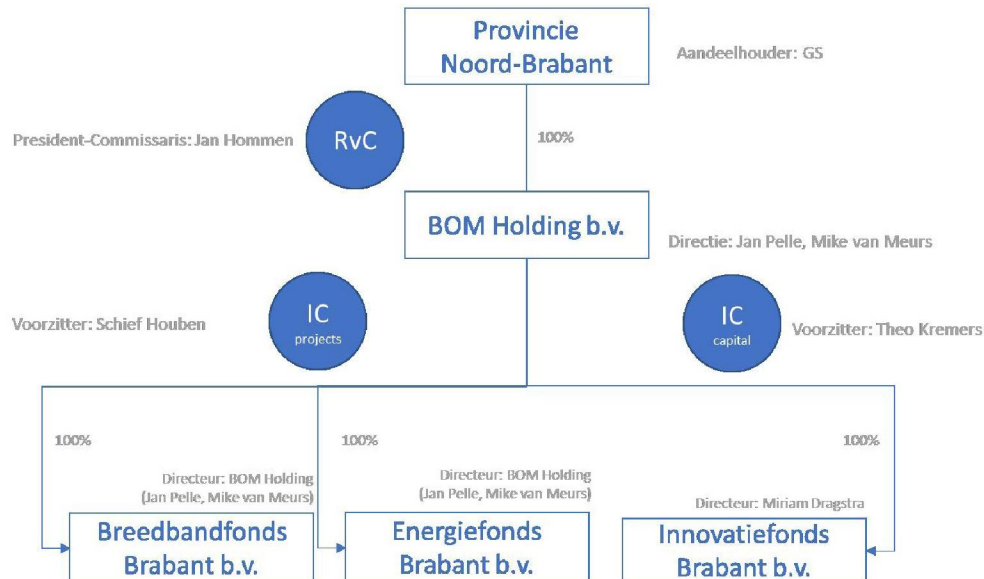 Provincie
Noord-Brabant
Aandeelhouder: GS
President-Commissaris: Jan Hommen
RvC
100%
BOM Holding b.v.
Directie: Jan Pelle, Mike van Meurs
Voorzitter: Schief Houben
IC
projects
IC
capital
Voorzitter: Theo Kremers
100%
100%
100%
Directeur: BOM Holding
(Jan Pelle, Mike van Meurs)
Directeur: BOM Holding
(Jan Pelle, Mike van Meurs)
Directeur: Miriam Dragstra
Breedbandfonds
Brabant b.v.
Energiefonds
Brabant b.v.
Innovatiefonds
Brabant b.v.